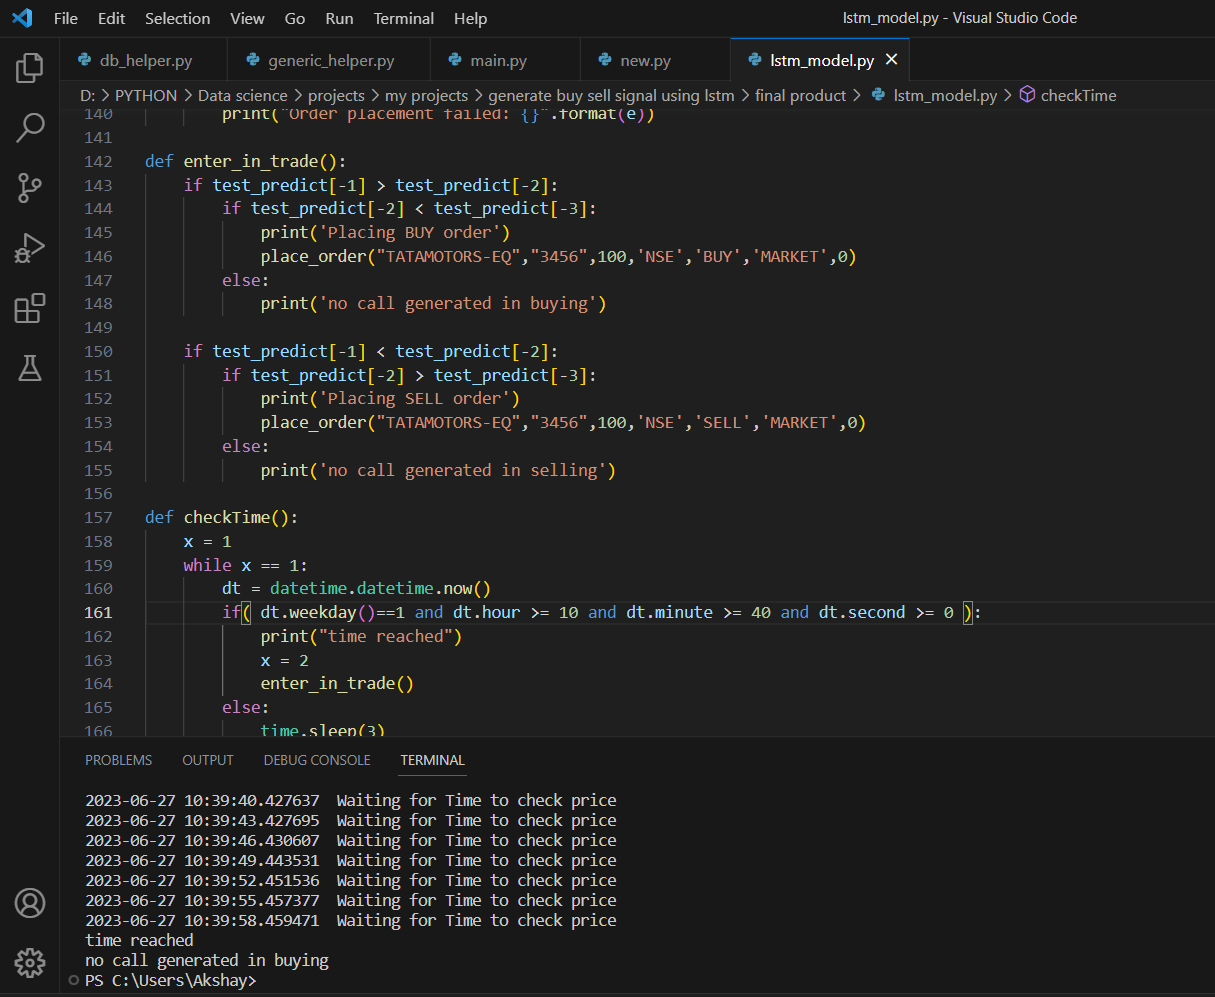 File Edit Selection View Go Run Terminal Help lstm_model.py - Visual Studio Code
db_helper.py generic_helper.py main.py new.py lstm_model.py
D: > PYTHON > Data science > projects > my projects > generate buy sell signal using lstm > final product > lstm_model.py > checkTime
140 print("Order placement failed: {}".format(e))
141
142 def enter_in_trade():
143 if test_predict[-1] > test_predict[-2]:
144 if test_predict[-2] < test_predict[-3]:
145 print('Placing BUY order')
146 place_order("TATAMOTORS-EQ","3456",100,'NSE','BUY','MARKET',0)
147 else:
148 print('no call generated in buying')
149
150 if test_predict[-1] < test_predict[-2]:
151 if test_predict[-2] > test_predict[-3]:
152 print('Placing SELL order')
153 place_order("TATAMOTORS-EQ","3456",100,'NSE','SELL','MARKET',0)
154 else:
155 print('no call generated in selling')
156
157 def checkTime():
158 x = 1
159 while x == 1:
160 dt = datetime.datetime.now()
161 if( dt.weekday()==1 and dt.hour >= 10 and dt.minute >= 40 and dt.second >= 0 ):
162 print("time reached")
163 x = 2
164 enter_in_trade()
165 else:
166 time.sleep(3)
PROBLEMS OUTPUT DEBUG CONSOLE TERMINAL
2023-06-27 10:39:40.427637 Waiting for Time to check price
2023-06-27 10:39:43.427695 Waiting for Time to check price
2023-06-27 10:39:46.430607 Waiting for Time to check price
2023-06-27 10:39:49.443531 Waiting for Time to check price
2023-06-27 10:39:52.451536 Waiting for Time to check price
2023-06-27 10:39:55.457377 Waiting for Time to check price
2023-06-27 10:39:58.459471 Waiting for Time to check price
time reached
no call generated in buying
PS C:\Users\Akshay>